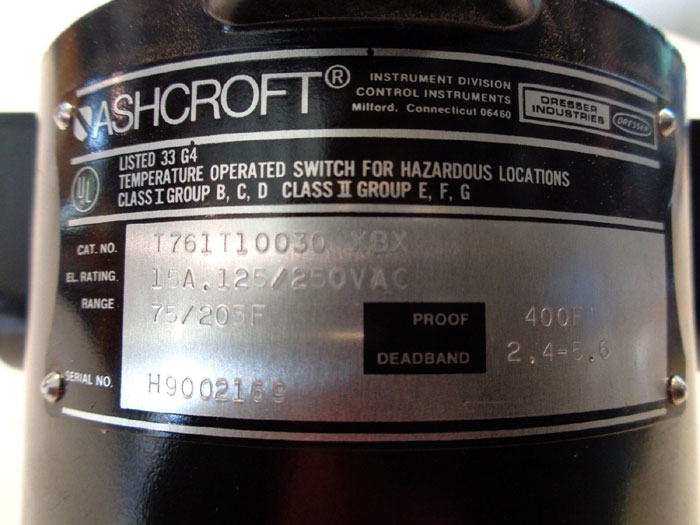 ASHCROFT®
INSTRUMENT DIVISION
CONTROL INSTRUMENTS
Milford, Connecticut 06460
DRESSER
INDUSTRIES
DRESSER
UL
LISTED 33 G4
TEMPERATURE OPERATED SWITCH FOR HAZARDOUS LOCATIONS
CLASS I GROUP B, C, D CLASS II GROUP E, F, G
CAT. NO. T761T10030 XBX
EL. RATING 15A.125/250VAC
RANGE 75/205F
PROOF 400F
DEADBAND 2.4-5.6
SERIAL NO. H9002169